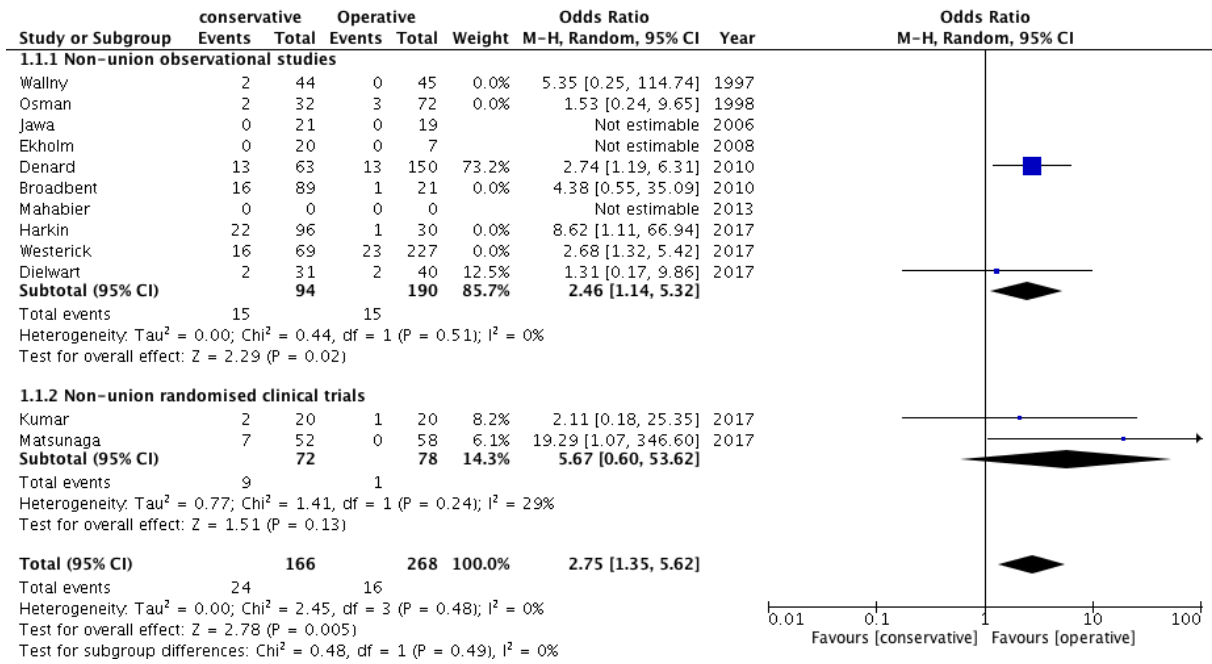 conservative Operative Odds Ratio Odds Ratio
Study or Subgroup Events Total Events Total Weight M-H, Random, 95% CI Year M-H, Random, 95% CI
1.1.1 Non-union observational studies
Wallny 2 44 0 45 0.0% 5.35 [0.25, 114.74] 1997
Osman 2 32 3 72 0.0% 1.53 [0.24, 9.65] 1998
Jawa 0 21 0 19 Not estimable 2006
Ekholm 0 20 0 7 Not estimable 2008
Denard 13 63 13 150 73.2% 2.74 [1.19, 6.31] 2010
Broadbent 16 89 1 21 0.0% 4.38 [0.55, 35.09] 2010
Mahabier 0 0 0 0 Not estimable 2013
Harkin 22 96 1 30 0.0% 8.62 [1.11, 66.94] 2017
Westerick 16 69 23 227 0.0% 2.68 [1.32, 5.42] 2017
Dielwart 2 31 2 40 12.5% 1.31 [0.17, 9.86] 2017
Subtotal (95% CI) 94 190 85.7% 2.46 [1.14, 5.32]
Total events 15 15
Heterogeneity: Tau² = 0.00; Chi² = 0.44, df = 1 (P = 0.51); I² = 0%
Test for overall effect: Z = 2.29 (P = 0.02)
1.1.2 Non-union randomised clinical trials
Kumar 2 20 1 20 8.2% 2.11 [0.18, 25.35] 2017
Matsunaga 7 52 0 58 6.1% 19.29 [1.07, 346.60] 2017
Subtotal (95% CI) 72 78 14.3% 5.67 [0.60, 53.62]
Total events 9 1
Heterogeneity: Tau² = 0.77; Chi² = 1.41, df = 1 (P = 0.24); I² = 29%
Test for overall effect: Z = 1.51 (P = 0.13)
Total (95% CI) 166 268 100.0% 2.75 [1.35, 5.62]
Total events 24 16
Heterogeneity: Tau² = 0.00; Chi² = 2.45, df = 3 (P = 0.48); I² = 0%
Test for overall effect: Z = 2.78 (P = 0.005)
Test for subgroup differences: Chi² = 0.48, df = 1 (P = 0.49), I² = 0%
0.01 0.1 1 10 100
Favours [conservative] Favours [operative]